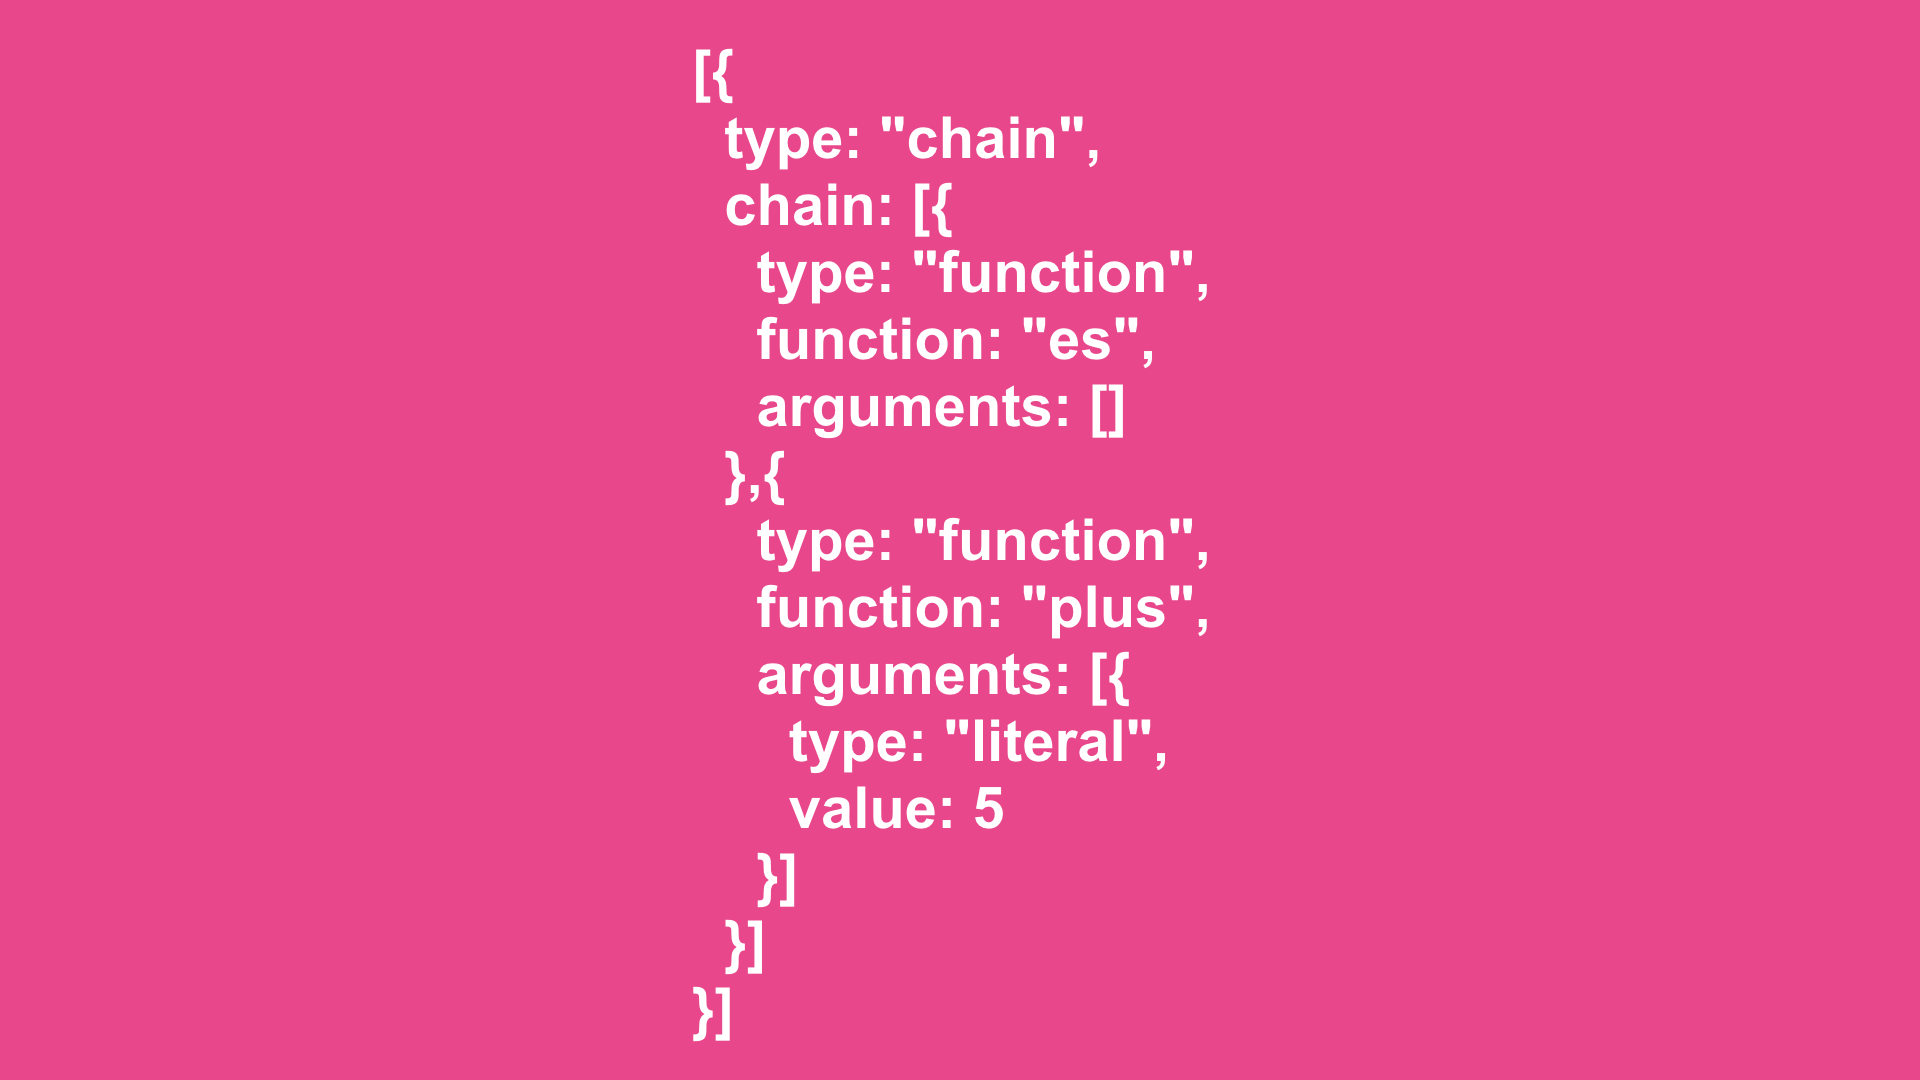 [{
  type: "chain",
  chain: [{
    type: "function",
    function: "es",
    arguments: []
  },{
    type: "function",
    function: "plus",
    arguments: [{
      type: "literal",
      value: 5
    }]
  }]
}]